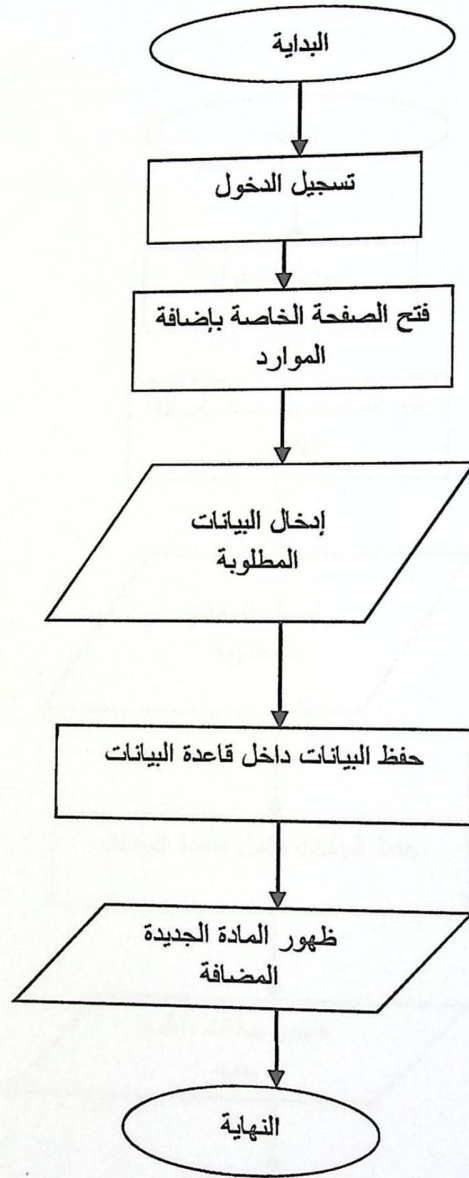 البداية
تسجيل الدخول
فتح الصفحة الخاصة بإضافة
الموارد
إدخال البيانات
المطلوبة
حفظ البيانات داخل قاعدة البيانات
ظهور المادة الجديدة
المضافة
النهاية